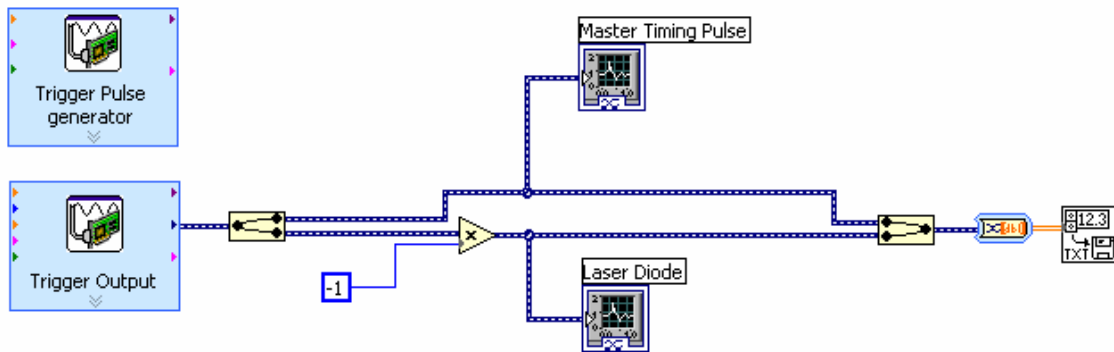 Master Timing Pulse
Trigger Pulse
generator
Trigger Output
-1
Laser Diode
12.3
TXT